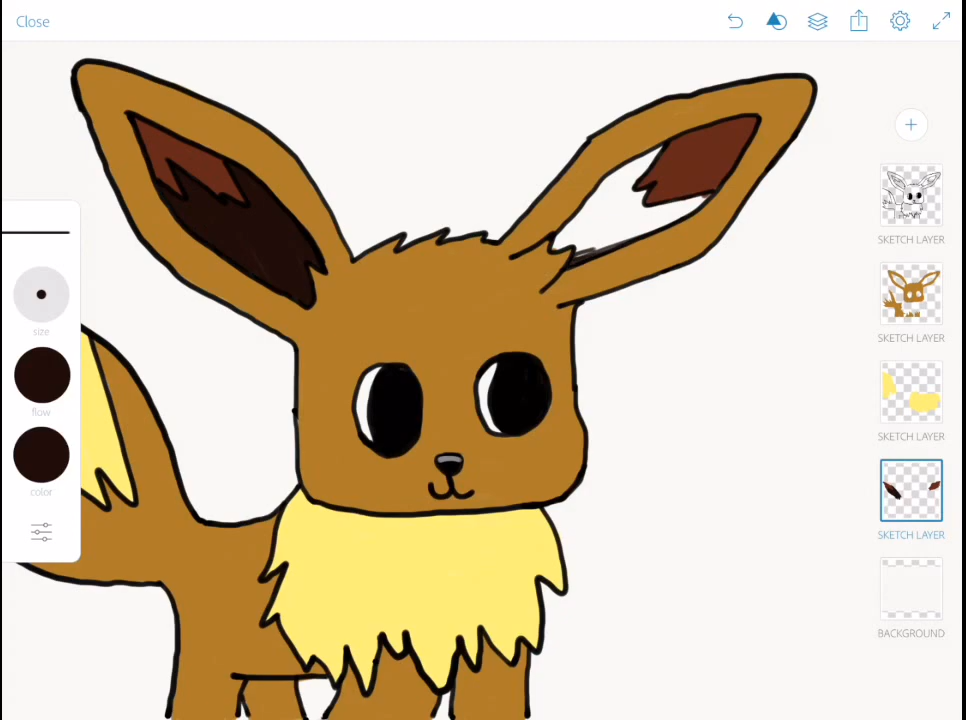 Close
size
flow
color
SKETCH LAYER
SKETCH LAYER
SKETCH LAYER
SKETCH LAYER
BACKGROUND